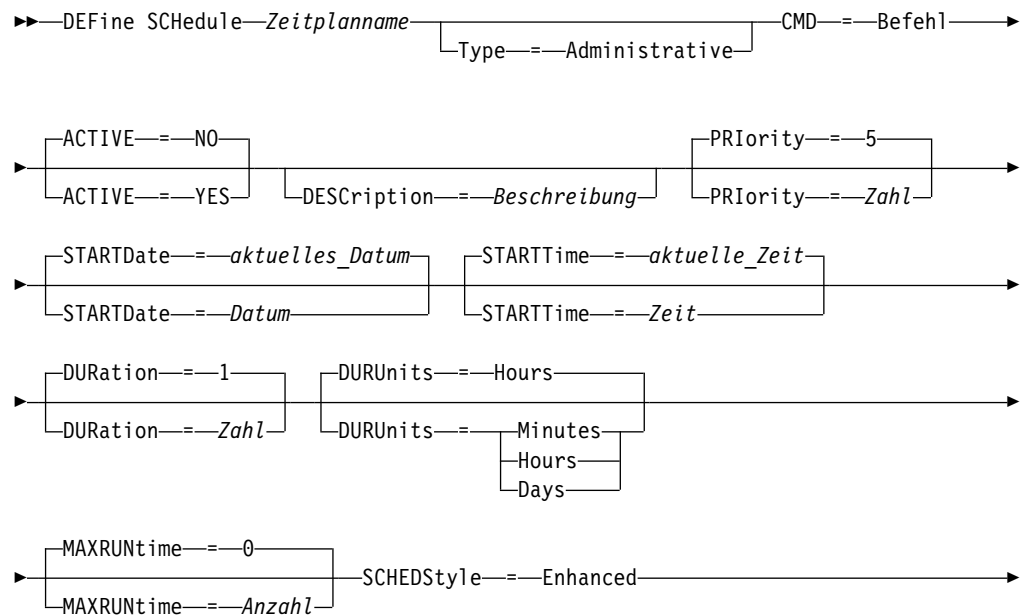 DEFine SCHedule Zeitplanname CMD = Befehl
Type = Administrative
ACTIVE = NO PRIority = 5
ACTIVE = YES DESCription = Beschreibung PRIority = Zahl
STARTDate = aktuelles_Datum STARTTime = aktuelle_Zeit
STARTDate = Datum STARTTime = Zeit
DURation = 1 DURUnits = Hours
DURation = Zahl DURUnits = Minutes
Hours
Days
MAXRUNtime = 0 SCHEDStyle = Enhanced
MAXRUNtime = Anzahl